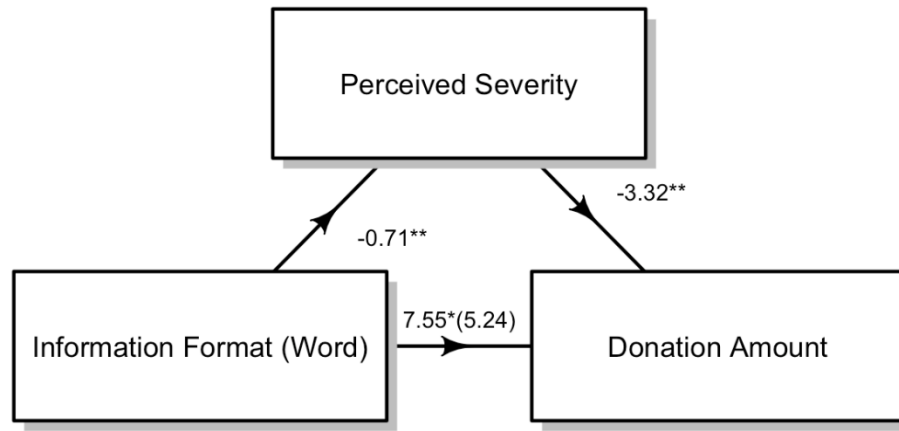 Perceived Severity
-3.32**
-0.71**
7.55*(5.24)
Information Format (Word)
Donation Amount